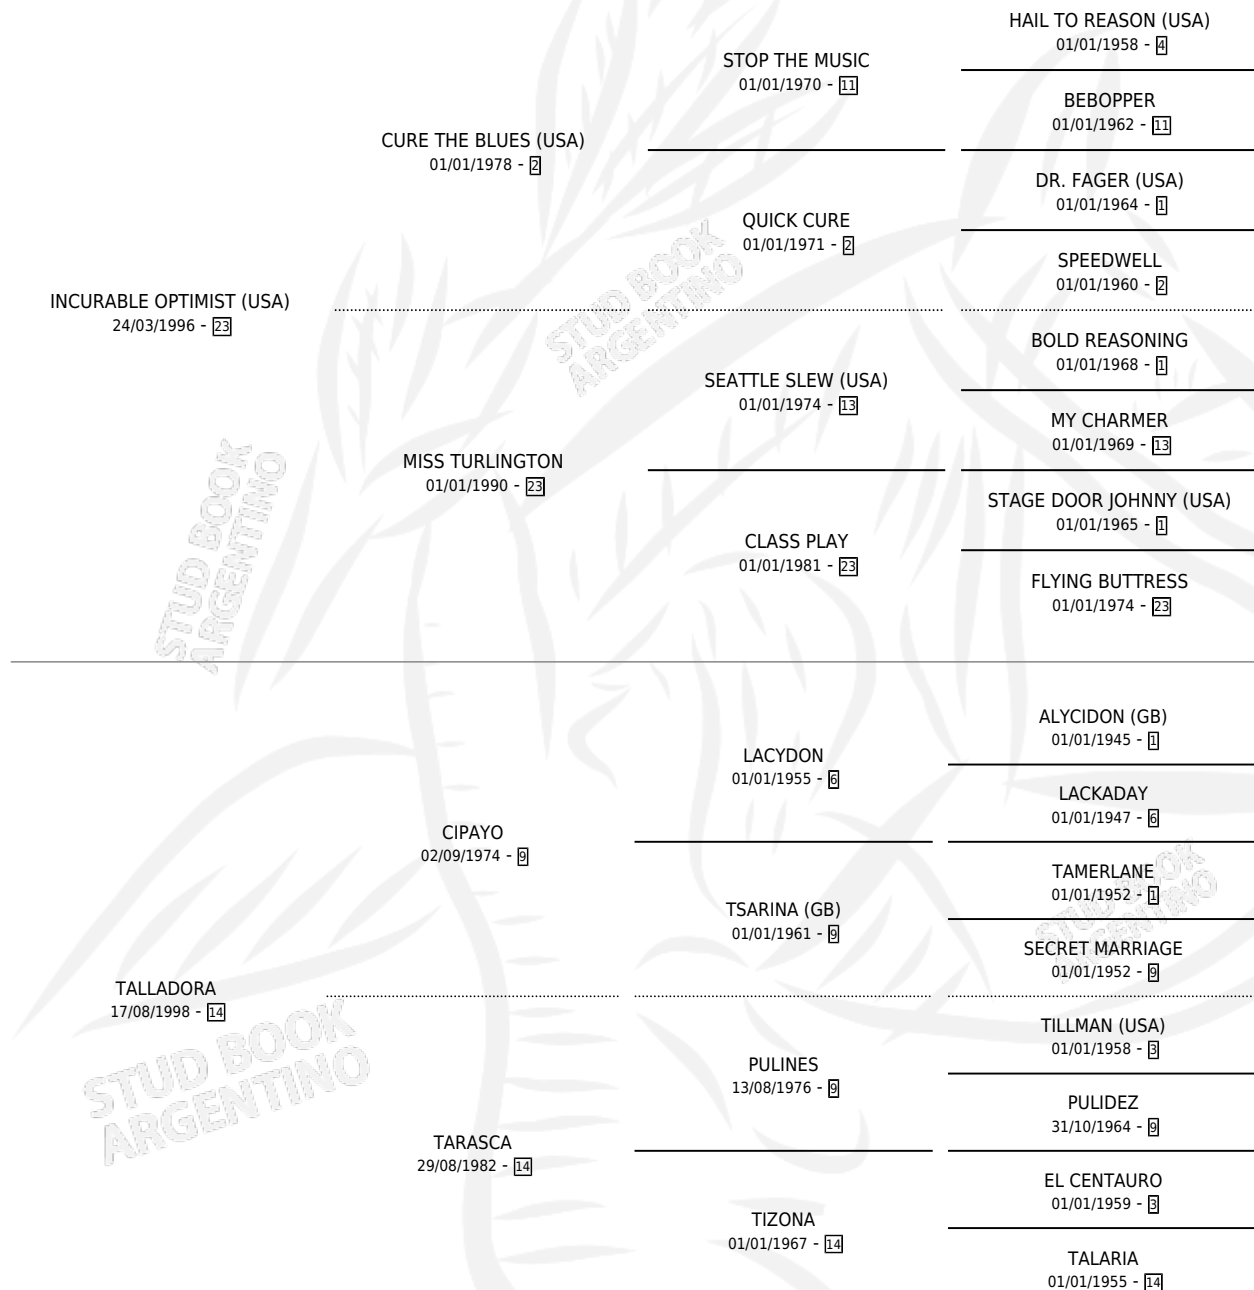 HAIL TO REASON (USA)
01/01/1958 - 4
STOP THE MUSIC
01/01/1970 - 11
BEBOPPER
01/01/1962 - 11
CURE THE BLUES (USA)
01/01/1978 - 2
DR. FAGER (USA)
01/01/1964 - 1
QUICK CURE
01/01/1971 - 2
SPEEDWELL
01/01/1960 - 2
INCURABLE OPTIMIST (USA)
24/03/1996 - 23
BOLD REASONING
01/01/1968 - 1
SEATTLE SLEW (USA)
01/01/1974 - 13
MY CHARMER
01/01/1969 - 13
MISS TURLINGTON
01/01/1990 - 23
STAGE DOOR JOHNNY (USA)
01/01/1965 - 1
CLASS PLAY
01/01/1981 - 23
FLYING BUTTRESS
01/01/1974 - 23
ALYCIDON (GB)
01/01/1945 - 1
LACYDON
01/01/1955 - 6
LACKADAY
01/01/1947 - 6
CIPAYO
02/09/1974 - 9
TAMERLANE
01/01/1952 - 1
TSARINA (GB)
01/01/1961 - 9
SECRET MARRIAGE
01/01/1952 - 9
TALLADORA
17/08/1998 - 14
TILLMAN (USA)
01/01/1958 - 3
PULINES
13/08/1976 - 9
PULIDEZ
31/10/1964 - 9
TARASCA
29/08/1982 - 14
EL CENTAURO
01/01/1959 - 3
TIZONA
01/01/1967 - 14
TALARIA
01/01/1955 - 14
STUD BOOK
ARGENTINO
STUD BOOK
ARGENTINO
STUD BOOK
ARGENTINO
STUD BOOK
ARGENTINO